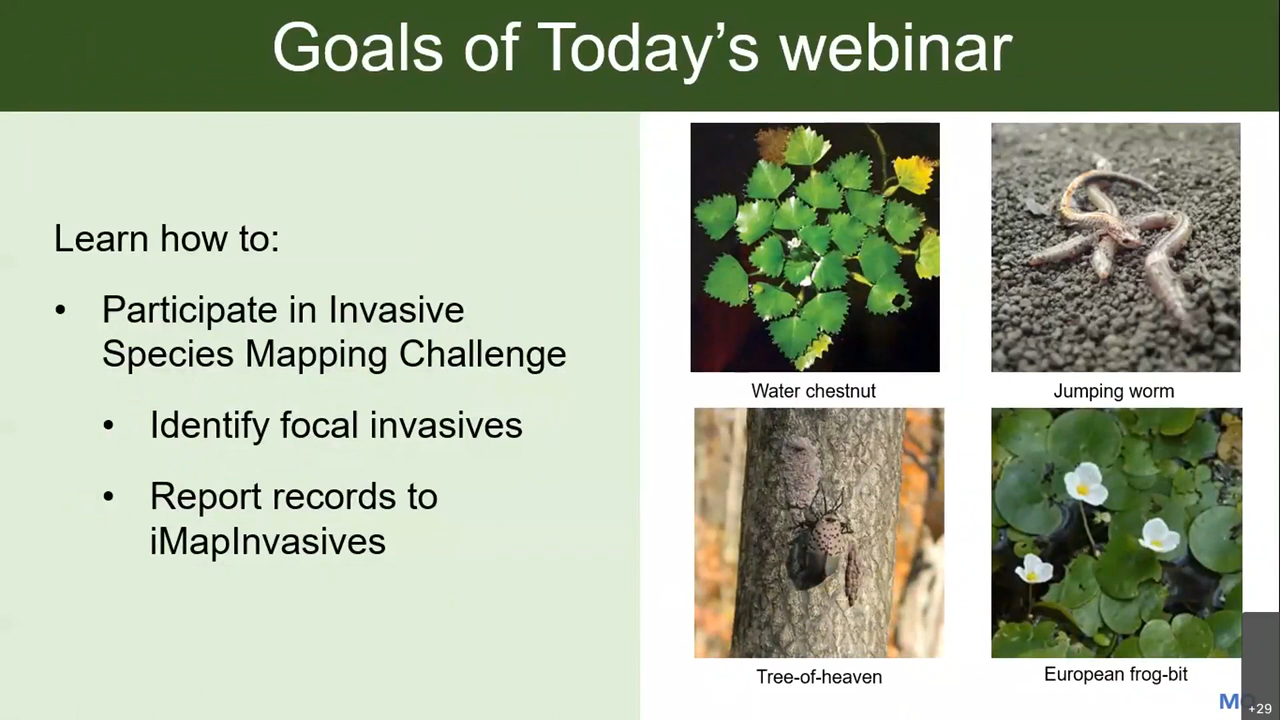 Goals of Today's webinar
Learn how to:
• Participate in Invasive
Species Mapping Challenge
• Identify focal invasives
• Report records to
iMapInvasives
Water chestnut
Jumping worm
Tree-of-heaven
European frog-bit
+29